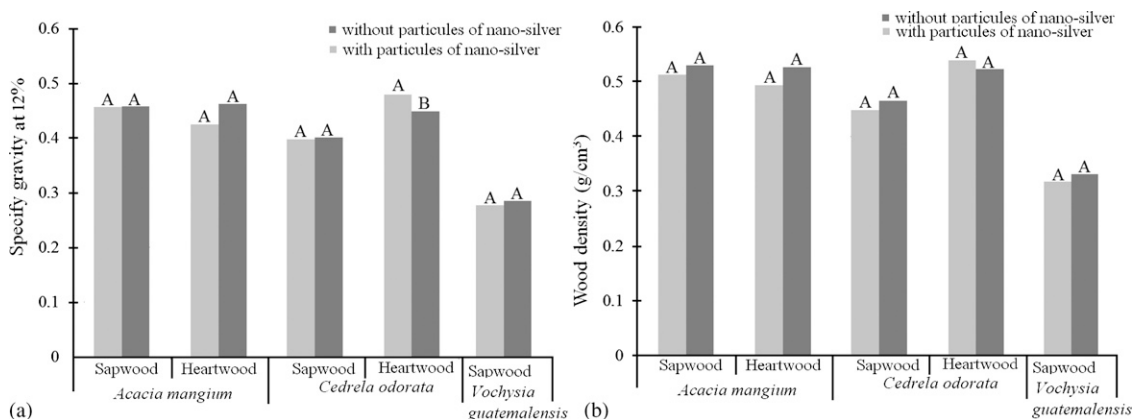 without particules of nano-silver
with particules of nano-silver
Specify gravity at 12%
0.6
0.5
0.4
0.3
0.2
0.1
0
A A
A A
A A
A B
A A
Sapwood Heartwood Sapwood Heartwood Sapwood
Acacia mangium Cedrela odorata Vochysia
guatemalensis
(a)
without particules of nano-silver
with particules of nano-silver
Wood density (g/cm³)
0.6
0.5
0.4
0.3
0.2
0.1
0
A A
A A
A A
A A
A A
Sapwood Heartwood Sapwood Heartwood Sapwood
Acacia mangium Cedrela odorata Vochysia
guatemalensis
(b)